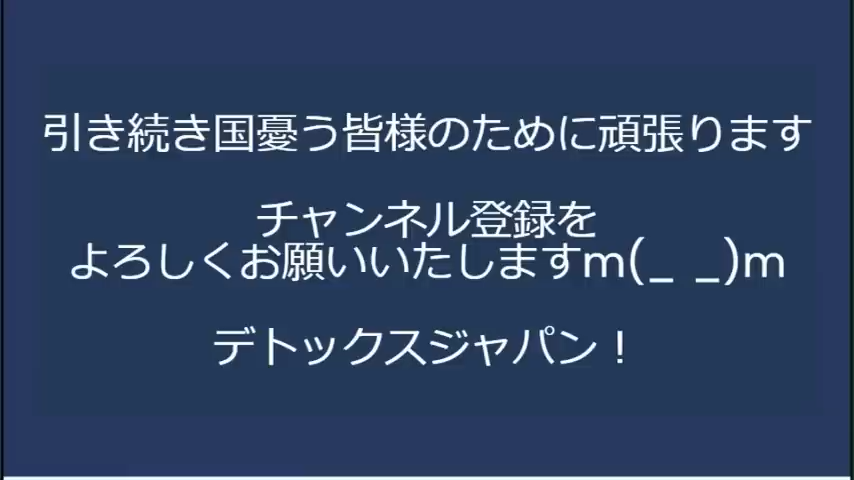 引き続き国憂う皆様のために頑張ります
チャンネル登録を
よろしくお願いいたしますm(_ _)m
デトックスジャパン！